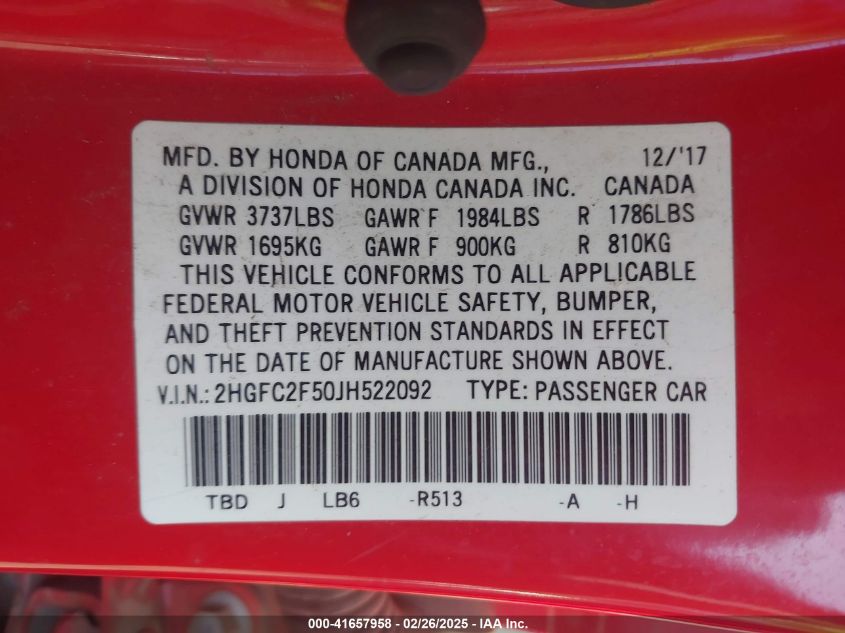 MFD. BY HONDA OF CANADA MFG., 12/'17
A DIVISION OF HONDA CANADA INC. CANADA
GVWR 3737LBS GAWR F 1984LBS R 1786LBS
GVWR 1695KG GAWR F 900KG R 810KG
THIS VEHICLE CONFORMS TO ALL APPLICABLE
FEDERAL MOTOR VEHICLE SAFETY, BUMPER,
AND THEFT PREVENTION STANDARDS IN EFFECT
ON THE DATE OF MANUFACTURE SHOWN ABOVE.
V.I.N.: 2HGFC2F50JH522092 TYPE: PASSENGER CAR
TBD J LB6 -R513 -A -H
000-41657958 - 02/26/2025 - IAA Inc.